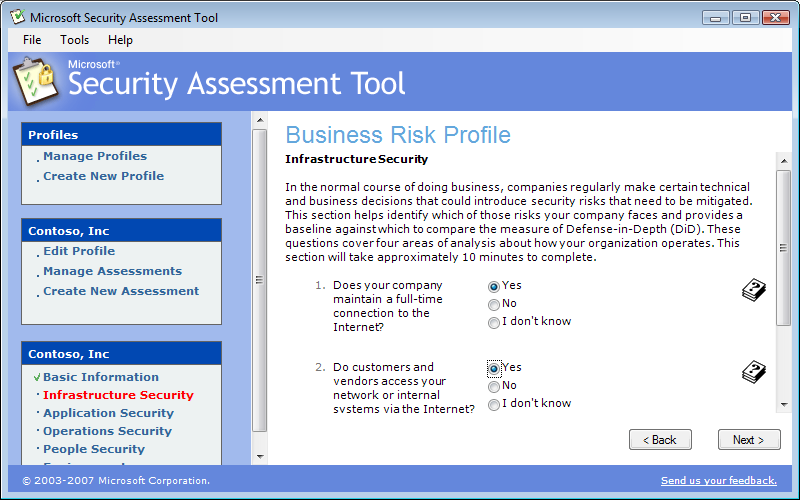 Microsoft Security Assessment Tool
File Tools Help
Microsoft®
Security Assessment Tool
Profiles
Manage Profiles
Create New Profile
Contoso, Inc
Edit Profile
Manage Assessments
Create New Assessment
Contoso, Inc
Basic Information
Infrastructure Security
Application Security
Operations Security
People Security
Business Risk Profile
Infrastructure Security
In the normal course of doing business, companies regularly make certain technical
and business decisions that could introduce security risks that need to be mitigated.
This section helps identify which of those risks your company faces and provides a
baseline against which to compare the measure of Defense-in-Depth (DiD). These
questions cover four areas of analysis about how your organization operates. This
section will take approximately 10 minutes to complete.
1. Does your company
maintain a full-time
connection to the
Internet?
Yes
No
I don't know
2. Do customers and
vendors access your
network or internal
systems via the Internet?
Yes
No
I don't know
< Back
Next >
© 2003-2007 Microsoft Corporation.
Send us your feedback.